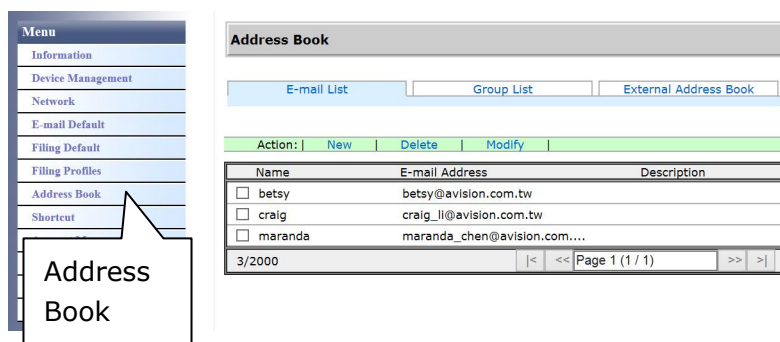 Menu
Information
Device Management
Network
E-mail Default
Filing Default
Filing Profiles
Address Book
Shortcut
Address
Book
Address Book
E-mail List Group List External Address Book
Action: | New | Delete | Modify |
Name E-mail Address Description
betsy betsy@avision.com.tw
craig craig_li@avision.com.tw
maranda maranda_chen@avision.com....
3/2000 |< << Page 1 (1 / 1) >> >|